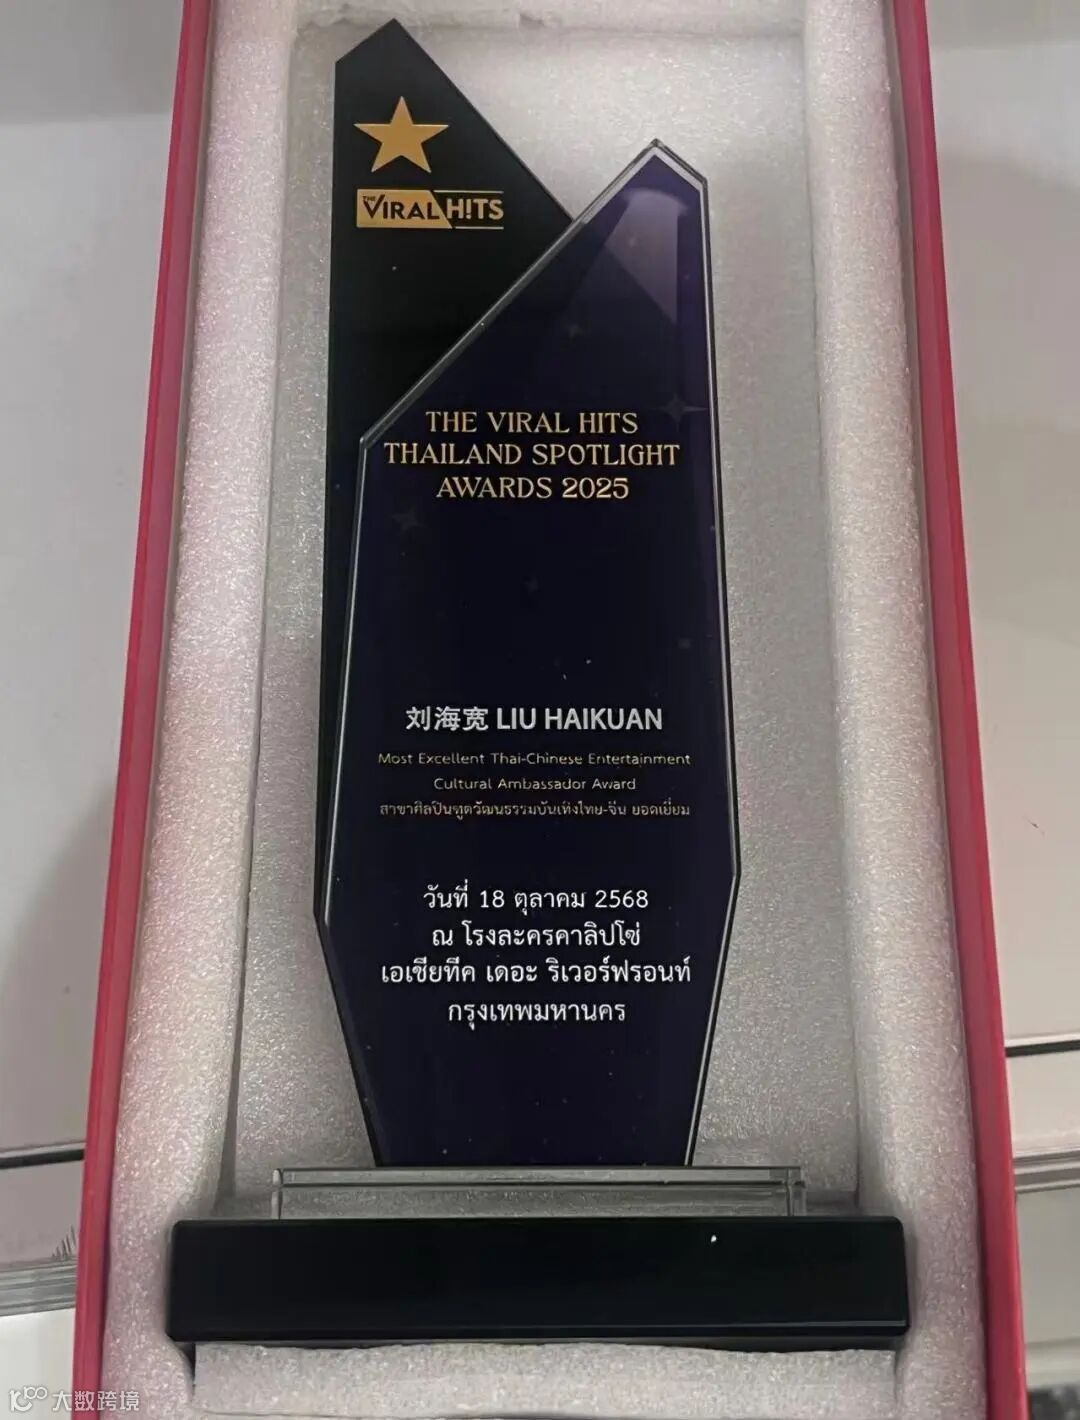 THE VIRAL H!TS
THE VIRAL HITS
THAILAND SPOTLIGHT
AWARDS 2025
刘海宽 LIU HAIKUAN
Most Excellent Thai-Chinese Entertainment
Cultural Ambassador Award
สาขาศิลปินทูตวัฒนธรรมบันเทิงไทย-จีน ยอดเยี่ยม
วันที่ 18 ตุลาคม 2568
ณ โรงละครคาลิปโซ่
เอเชียทีค เดอะ ริเวอร์ฟรอนท์
กรุงเทพมหานคร
大数跨境